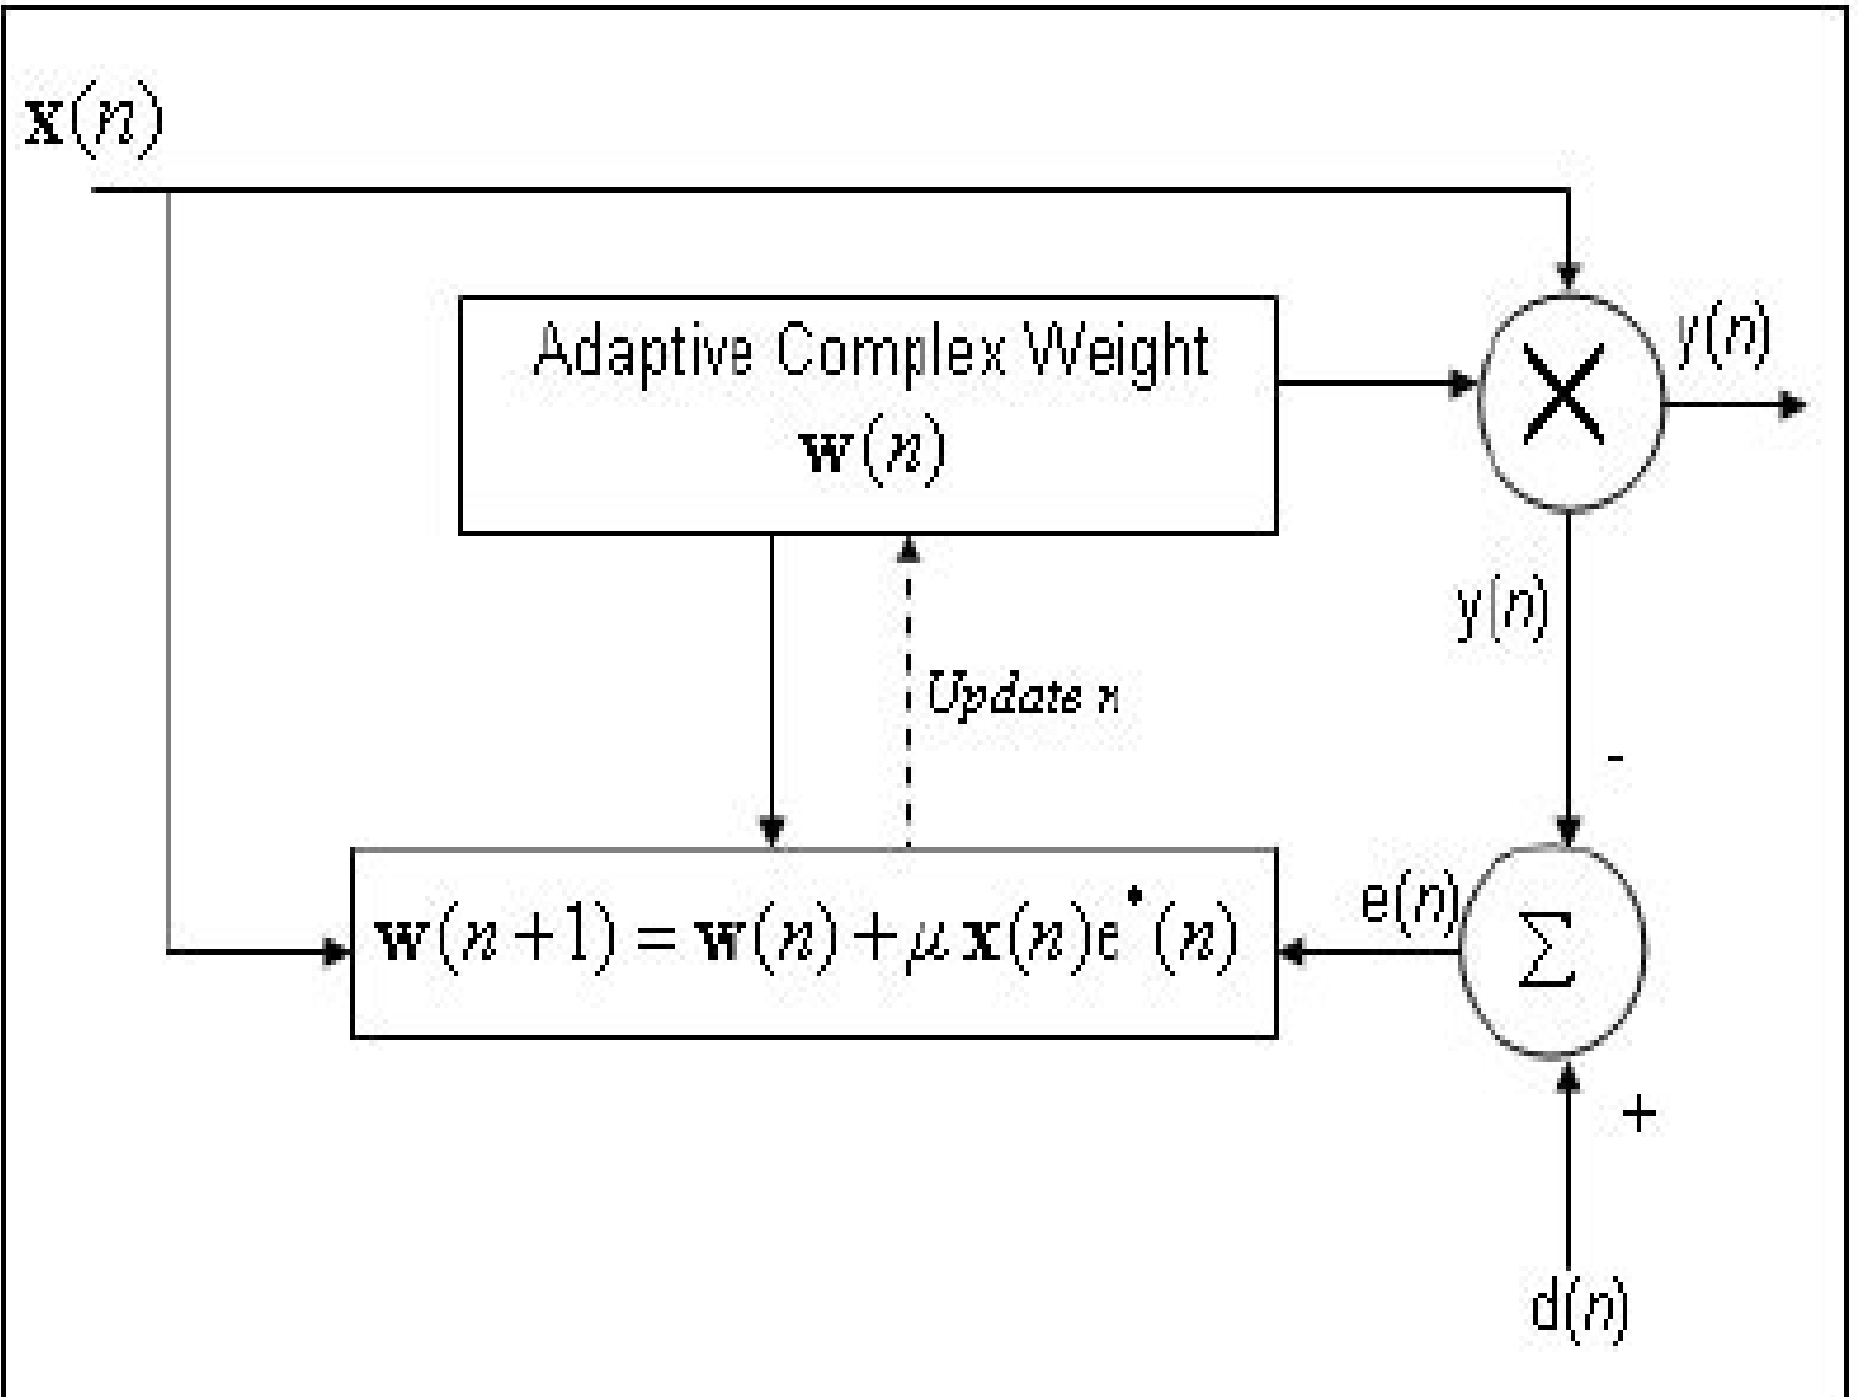 x(n)
Adaptive Complex Weight
w(n)
y(n)
y(n)
Update n
-
e(n)
w(n+1) = w(n)+μ x(n)e*(n)
Σ
+
d(n)